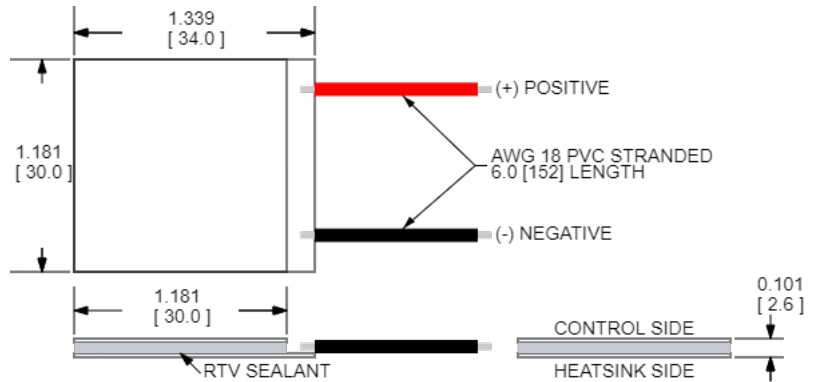 1.339
[ 34.0 ]
(+) POSITIVE
1.181
[ 30.0 ]
AWG 18 PVC STRANDED
6.0 [152] LENGTH
(-) NEGATIVE
1.181
[ 30.0 ]
0.101
[ 2.6 ]
CONTROL SIDE
RTV SEALANT
HEATSINK SIDE